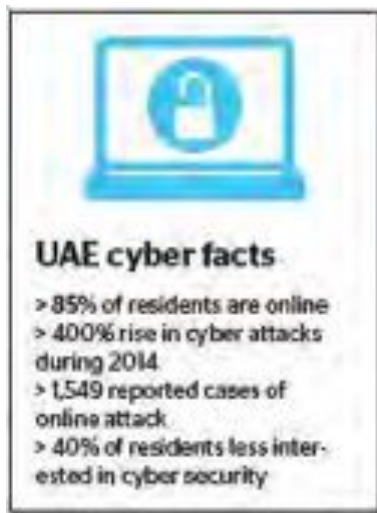 UAE cyber facts
> 85% of residents are online
> 400% rise in cyber attacks
during 2014
> 1,549 reported cases of
online attack
> 40% of residents less inter-
ested in cyber security